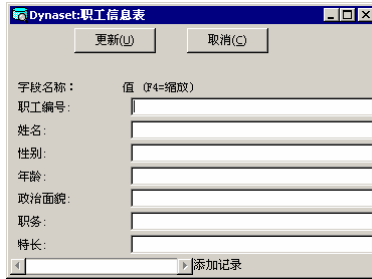 Dynaset:职工信息表
更新(U) 取消(C)
字段名称： 值 (F4=缩放)
职工编号:
姓名:
性别:
年龄:
政治面貌:
职务:
特长:
添加记录